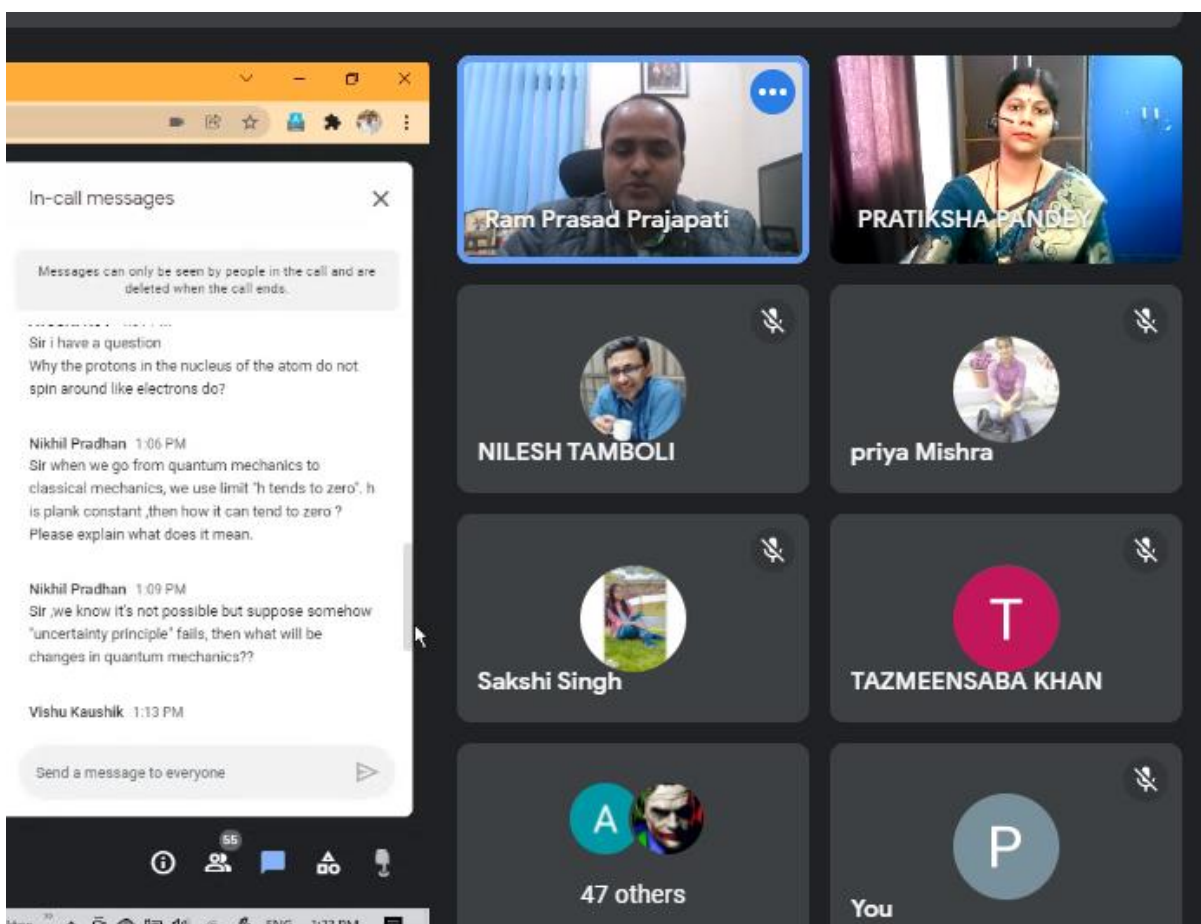 In-call messages
Messages can only be seen by people in the call and are
deleted when the call ends.
Sir i have a question
Why the protons in the nucleus of the atom do not
spin around like electrons do?
Nikhil Pradhan 1:06 PM
Sir when we go from quantum mechanics to
classical mechanics, we use limit "h tends to zero". h
is plank constant ,then how it can tend to zero ?
Please explain what does it mean.
Nikhil Pradhan 1:09 PM
Sir ,we know it's not possible but suppose somehow
"uncertainty principle" fails, then what will be
changes in quantum mechanics??
Vishu Kaushik 1:13 PM
Send a message to everyone
55
ENG
Ram Prasad Prajapati
PRATIKSHA PANDEY
NILESH TAMBOLI
priya Mishra
Sakshi Singh
T
TAZMEENSABA KHAN
A
47 others
P
You